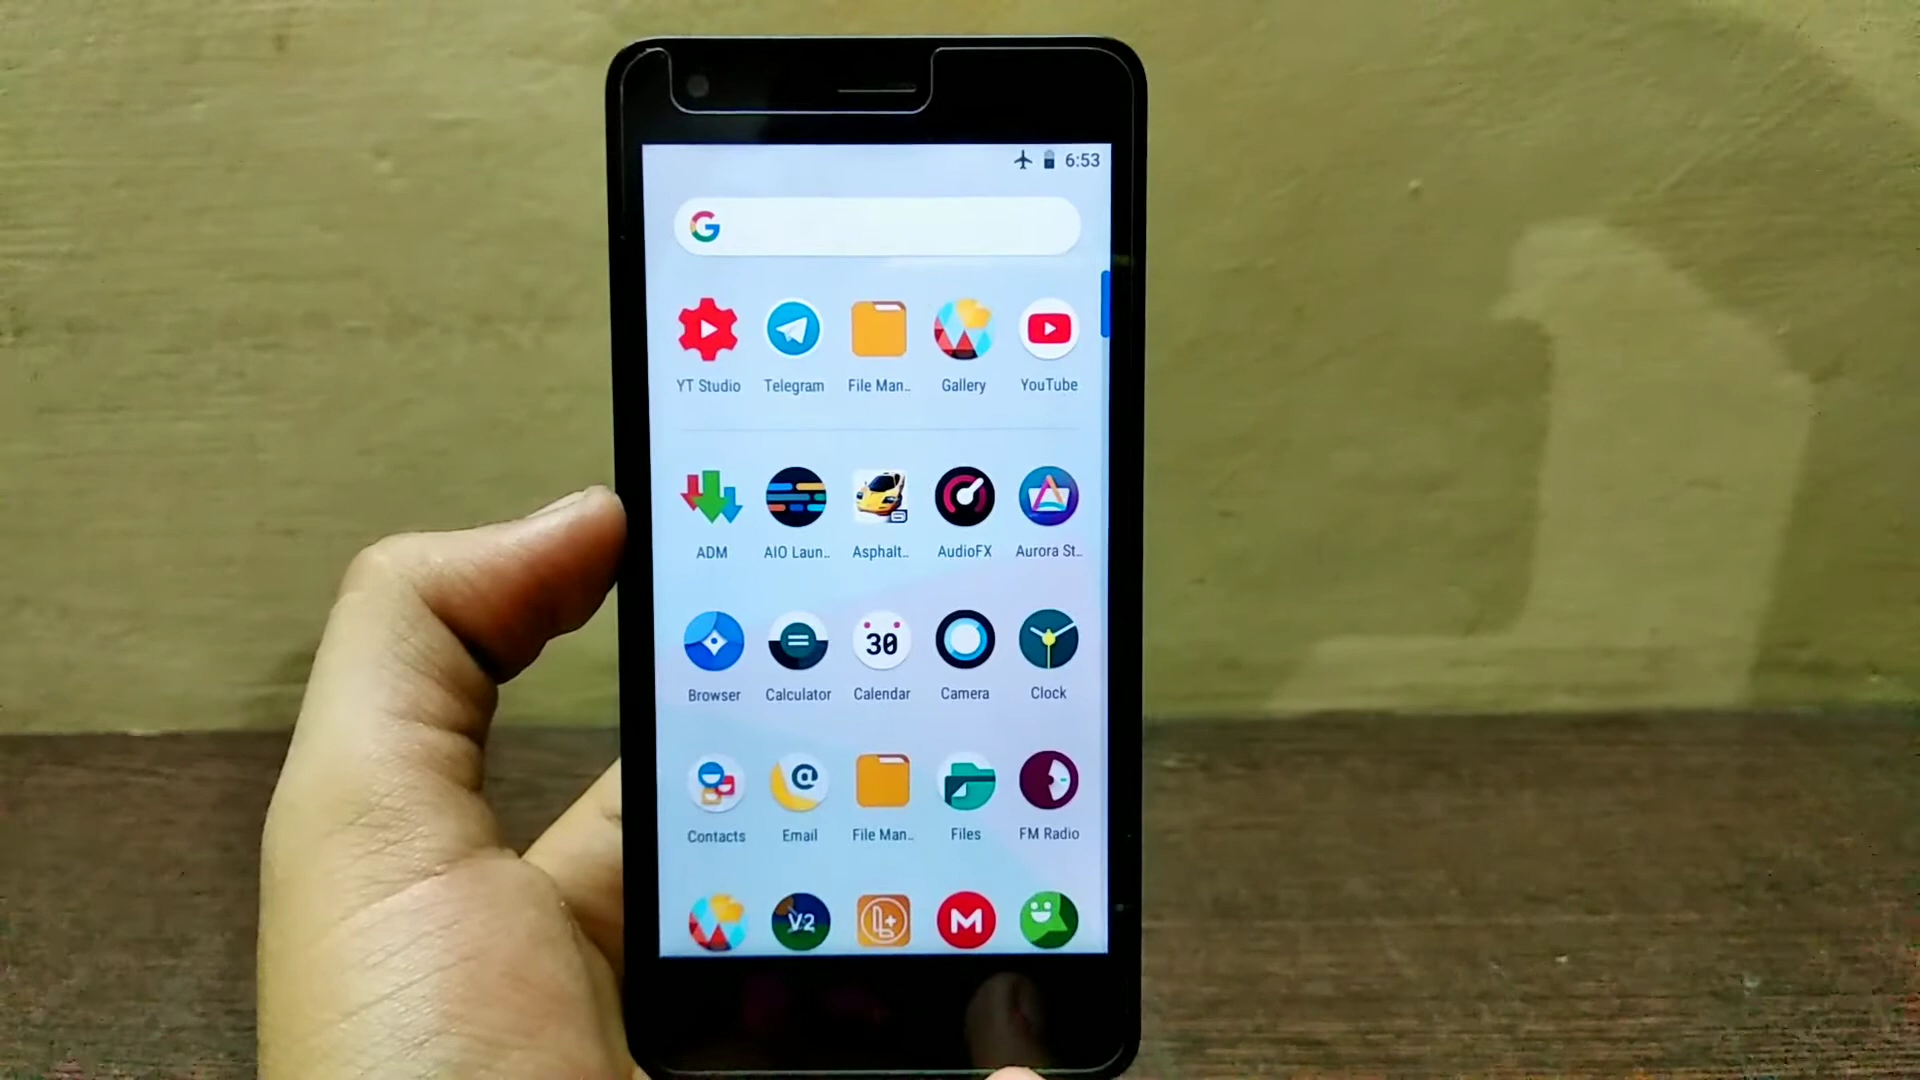 6:53
G
YT Studio Telegram File Man.. Gallery YouTube
ADM AIO Laun.. Asphalt.. AudioFX Aurora St..
30
Browser Calculator Calendar Camera Clock
@
Contacts Email File Man.. Files FM Radio
V2 L+ M